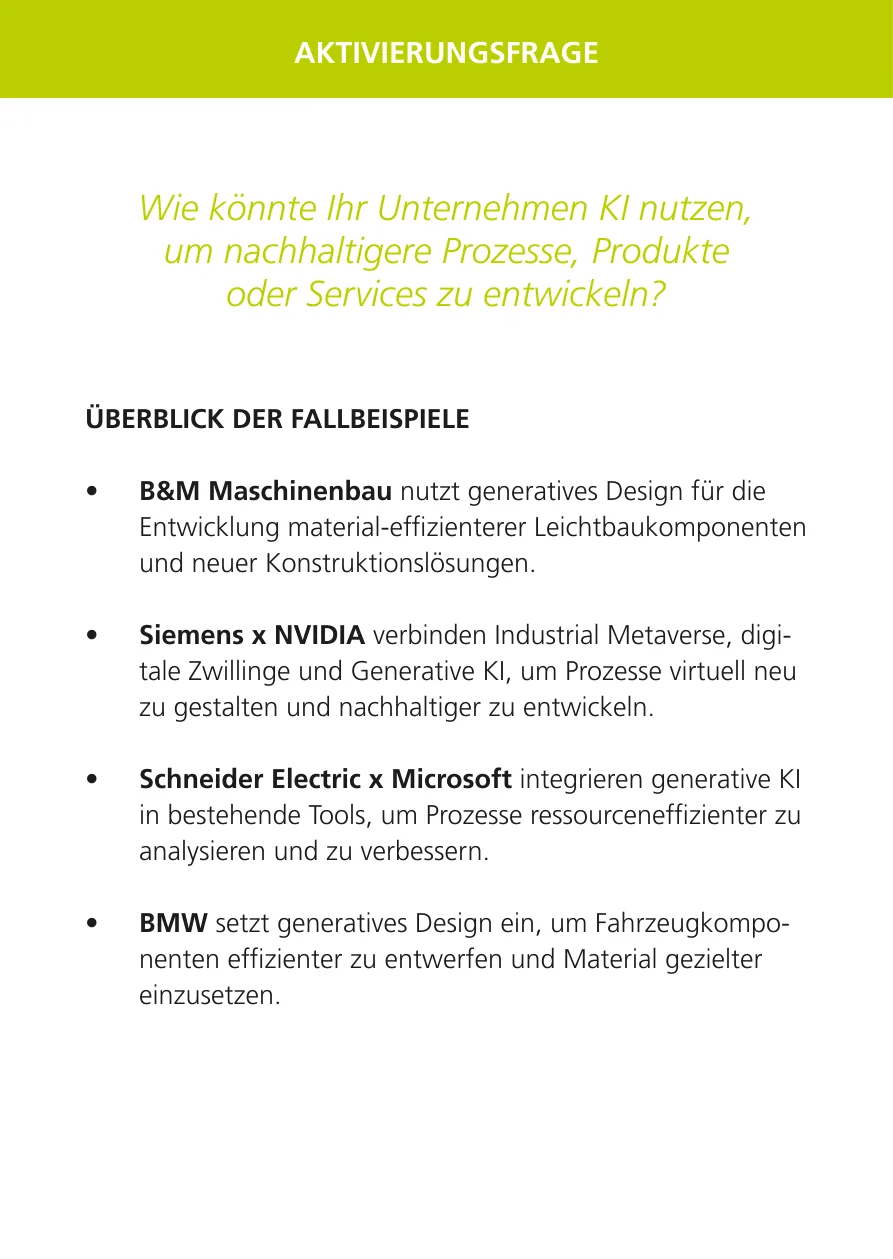 AKTIVIERUNGSFRAGE
Wie könnte Ihr Unternehmen KI nutzen,
um nachhaltigere Prozesse, Produkte
oder Services zu entwickeln?
ÜBERBLICK DER FALLBEISPIELE
• B&M Maschinenbau nutzt generatives Design für die
Entwicklung material-effizienterer Leichtbaukomponenten
und neuer Konstruktionslösungen.
• Siemens x NVIDIA verbinden Industrial Metaverse, digi-
tale Zwillinge und Generative KI, um Prozesse virtuell neu
zu gestalten und nachhaltiger zu entwickeln.
• Schneider Electric x Microsoft integrieren generative KI
in bestehende Tools, um Prozesse ressourceneffizienter zu
analysieren und zu verbessern.
• BMW setzt generatives Design ein, um Fahrzeugkompo-
nenten effizienter zu entwerfen und Material gezielter
einzusetzen.